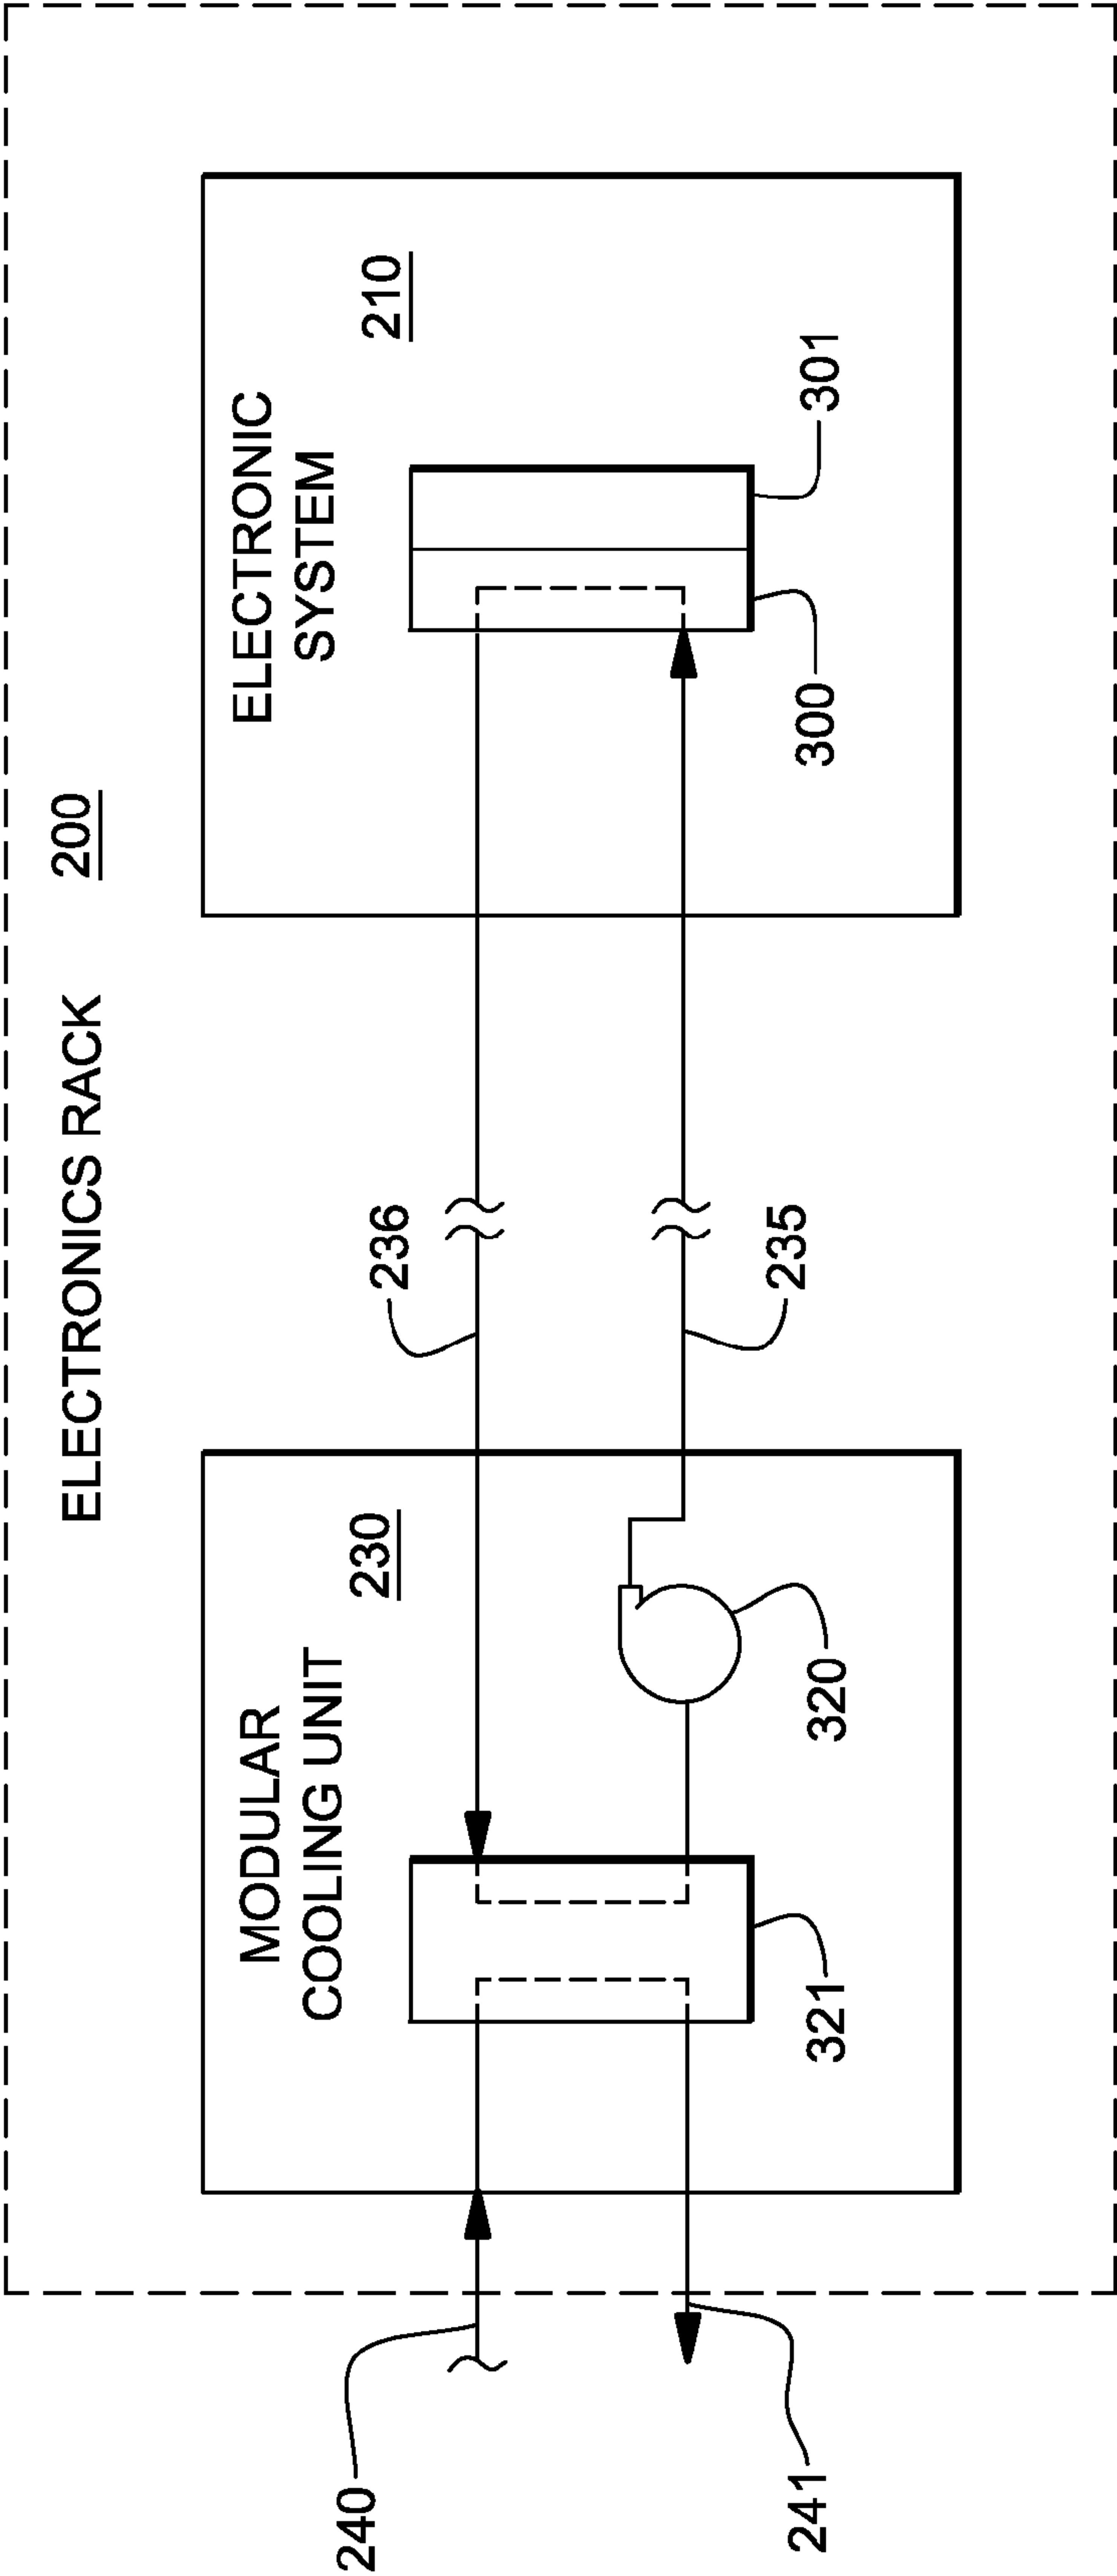 ELECTRONICS RACK 200
MODULAR
COOLING UNIT
230
ELECTRONIC
SYSTEM
210
236
235
240
241
321
320
300
301